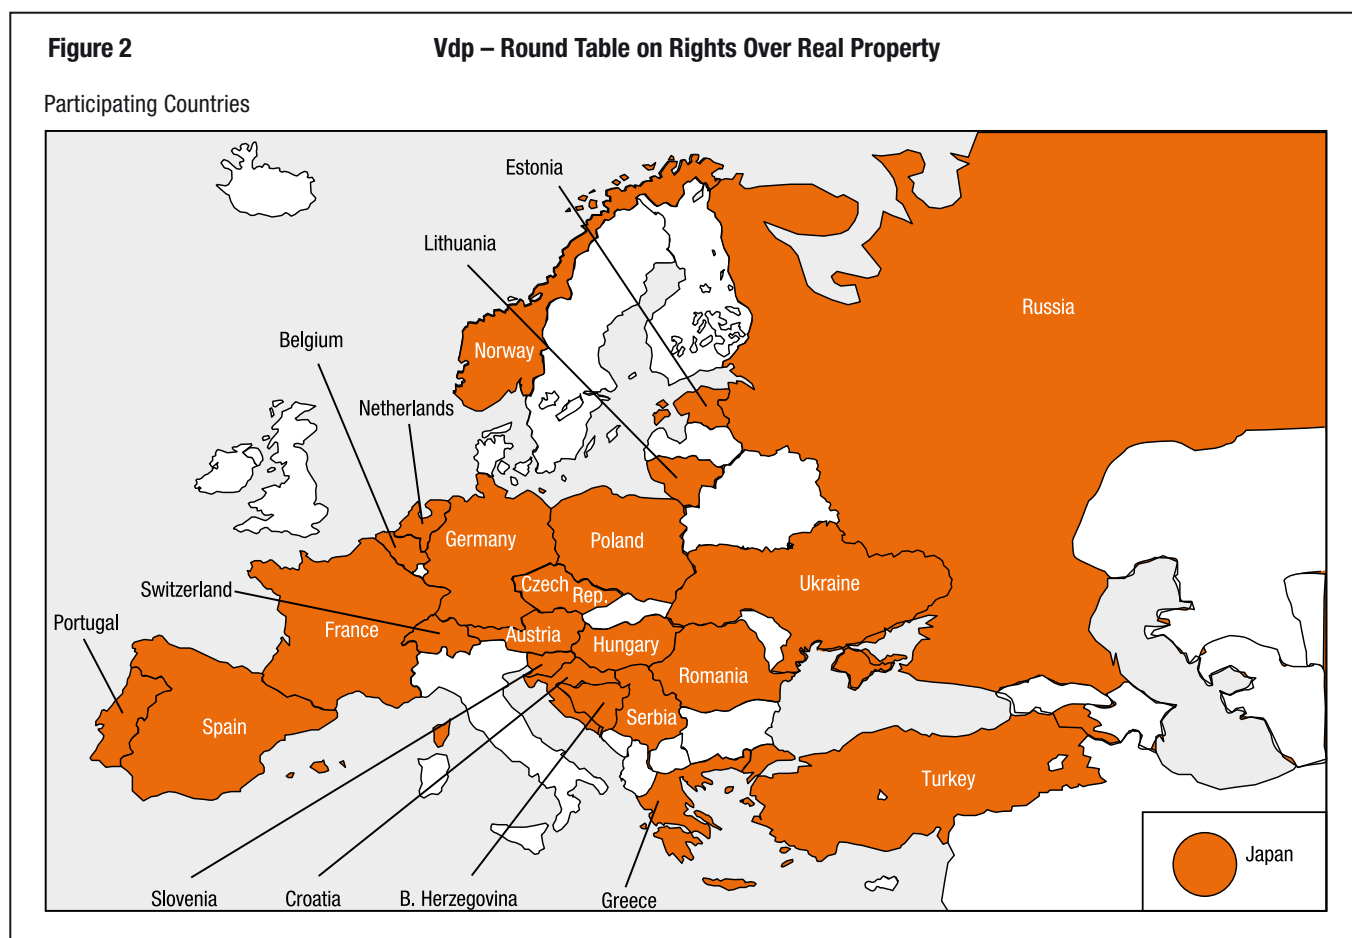 Figure 2
Vdp – Round Table on Rights Over Real Property
Participating Countries
Estonia
Lithuania
Russia
Belgium
Norway
Netherlands
Germany
Poland
Switzerland
Czech
Rep.
Ukraine
Portugal
France
Austria
Hungary
Romania
Spain
Serbia
Turkey
Japan
Slovenia
Croatia
B. Herzegovina
Greece